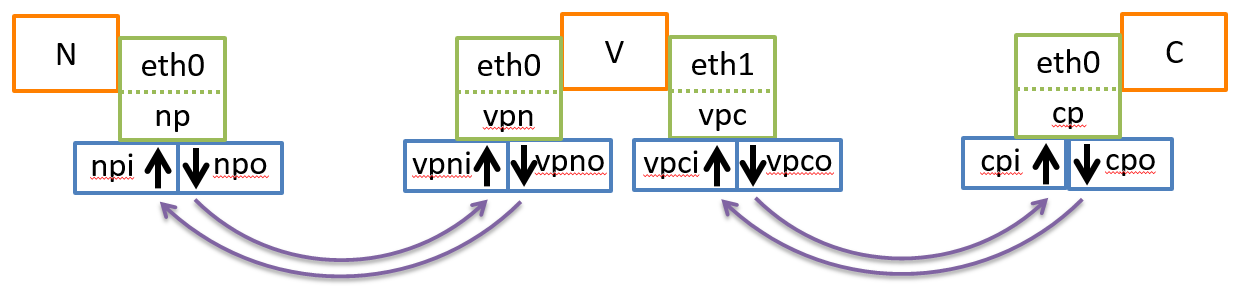 N
eth0
np
npi
npo
eth0
vpn
vpni
vpno
V
eth1
vpc
vpci
vpco
eth0
cp
cpi
cpo
C